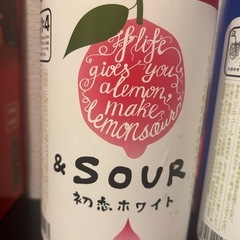 If life
gives you
a lemon,
make
lemonsour
& SOUR
初恋ホワイト